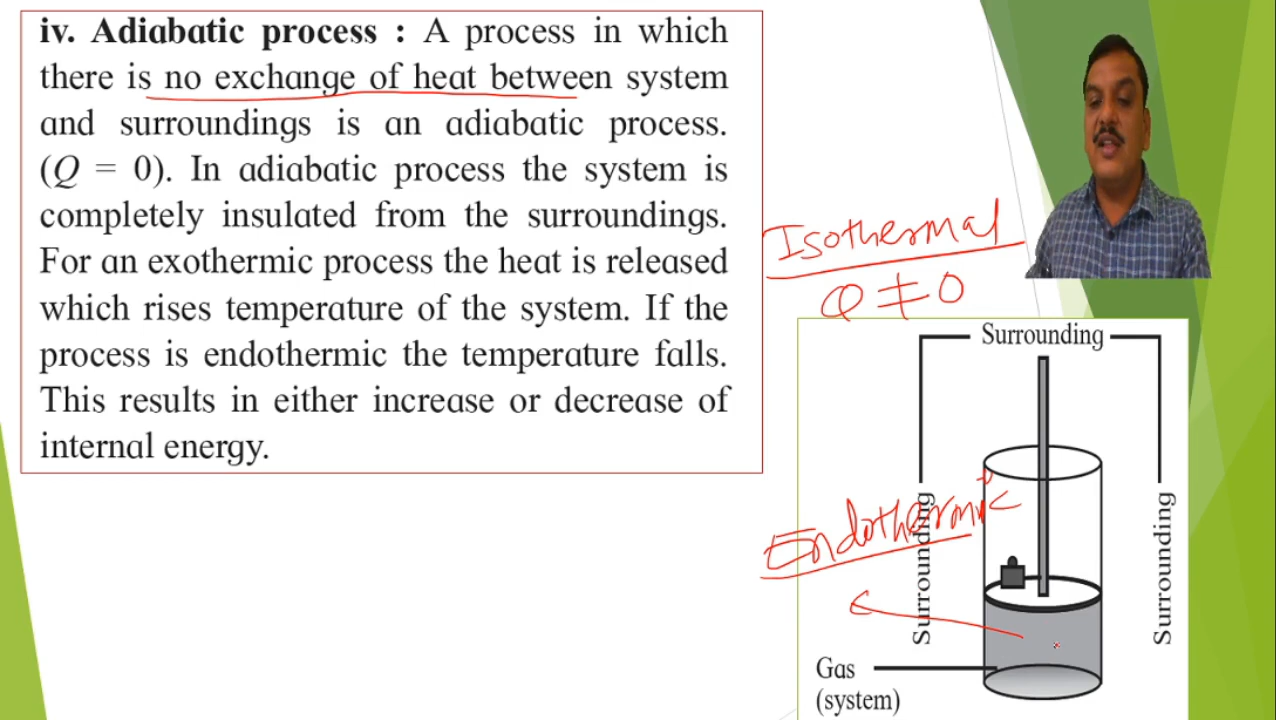 iv. Adiabatic process : A process in which
there is no exchange of heat between system
and surroundings is an adiabatic process.
(Q = 0). In adiabatic process the system is
completely insulated from the surroundings.
For an exothermic process the heat is released
which rises temperature of the system. If the
process is endothermic the temperature falls.
This results in either increase or decrease of
internal energy.
Isothermal
Q ≠ 0
Surrounding
Endothermic
Surrounding
Surrounding
Gas
(system)